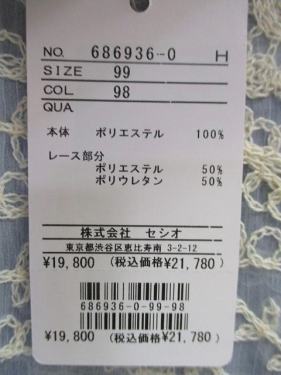 NO. 686936-0 H
SIZE 99
COL 98
QUA
本体 ポリエステル 100%
レース部分
ポリエステル 50%
ポリウレタン 50%
株式会社 セシオ
東京都渋谷区恵比寿南 3-2-12
¥19,800 (税込価格¥21,780)
686936-0-99-98
¥19,800 (税込価格¥21,780)